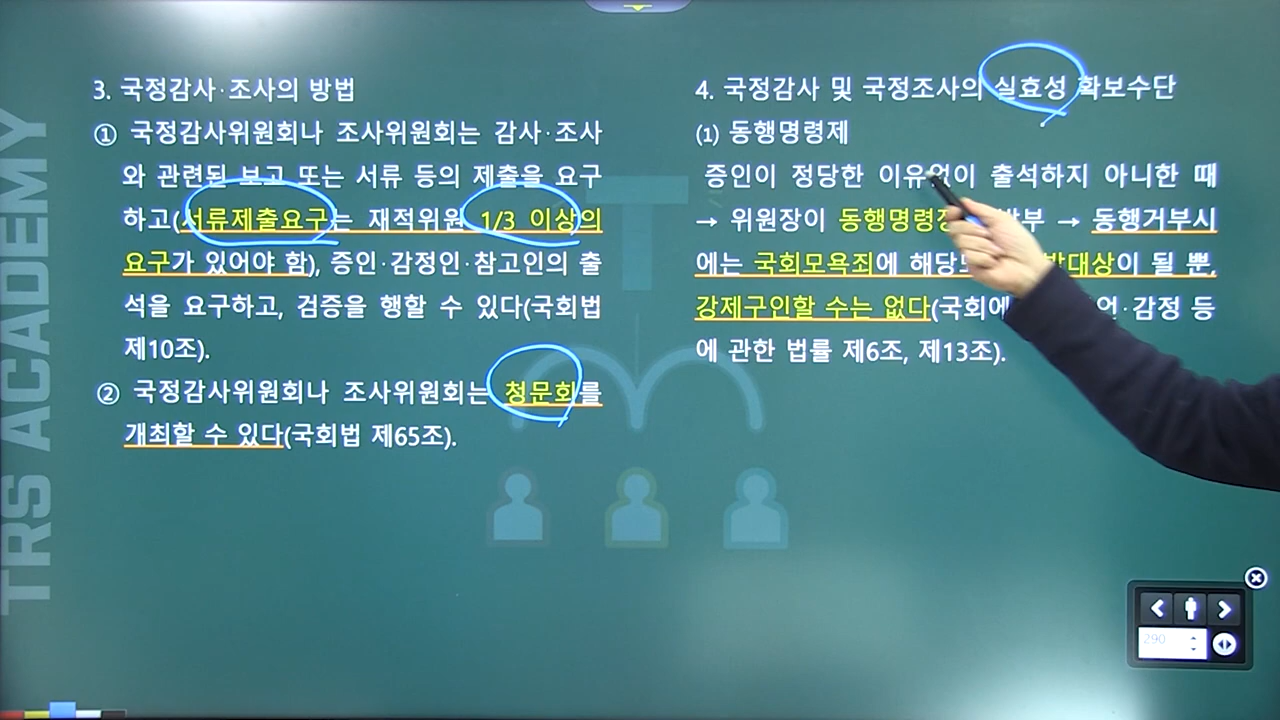 3. 국정감사·조사의 방법
① 국정감사위원회나 조사위원회는 감사·조사
와 관련된 보고 또는 서류 등의 제출을 요구
하고(서류제출요구는 재적위원 1/3 이상의
요구가 있어야 함), 증인·감정인·참고인의 출
석을 요구하고, 검증을 행할 수 있다(국회법
제10조).
② 국정감사위원회나 조사위원회는 청문회를
개최할 수 있다(국회법 제65조).
4. 국정감사 및 국정조사의 실효성 확보수단
(1) 동행명령제
증인이 정당한 이유없이 출석하지 아니한 때
→ 위원장이 동행명령장 부 → 동행거부시
에는 국회모욕죄에 해당 대상이 될 뿐,
강제구인할 수는 없다(국회에 언·감정 등
에 관한 법률 제6조, 제13조).
TRS ACADEMY
290